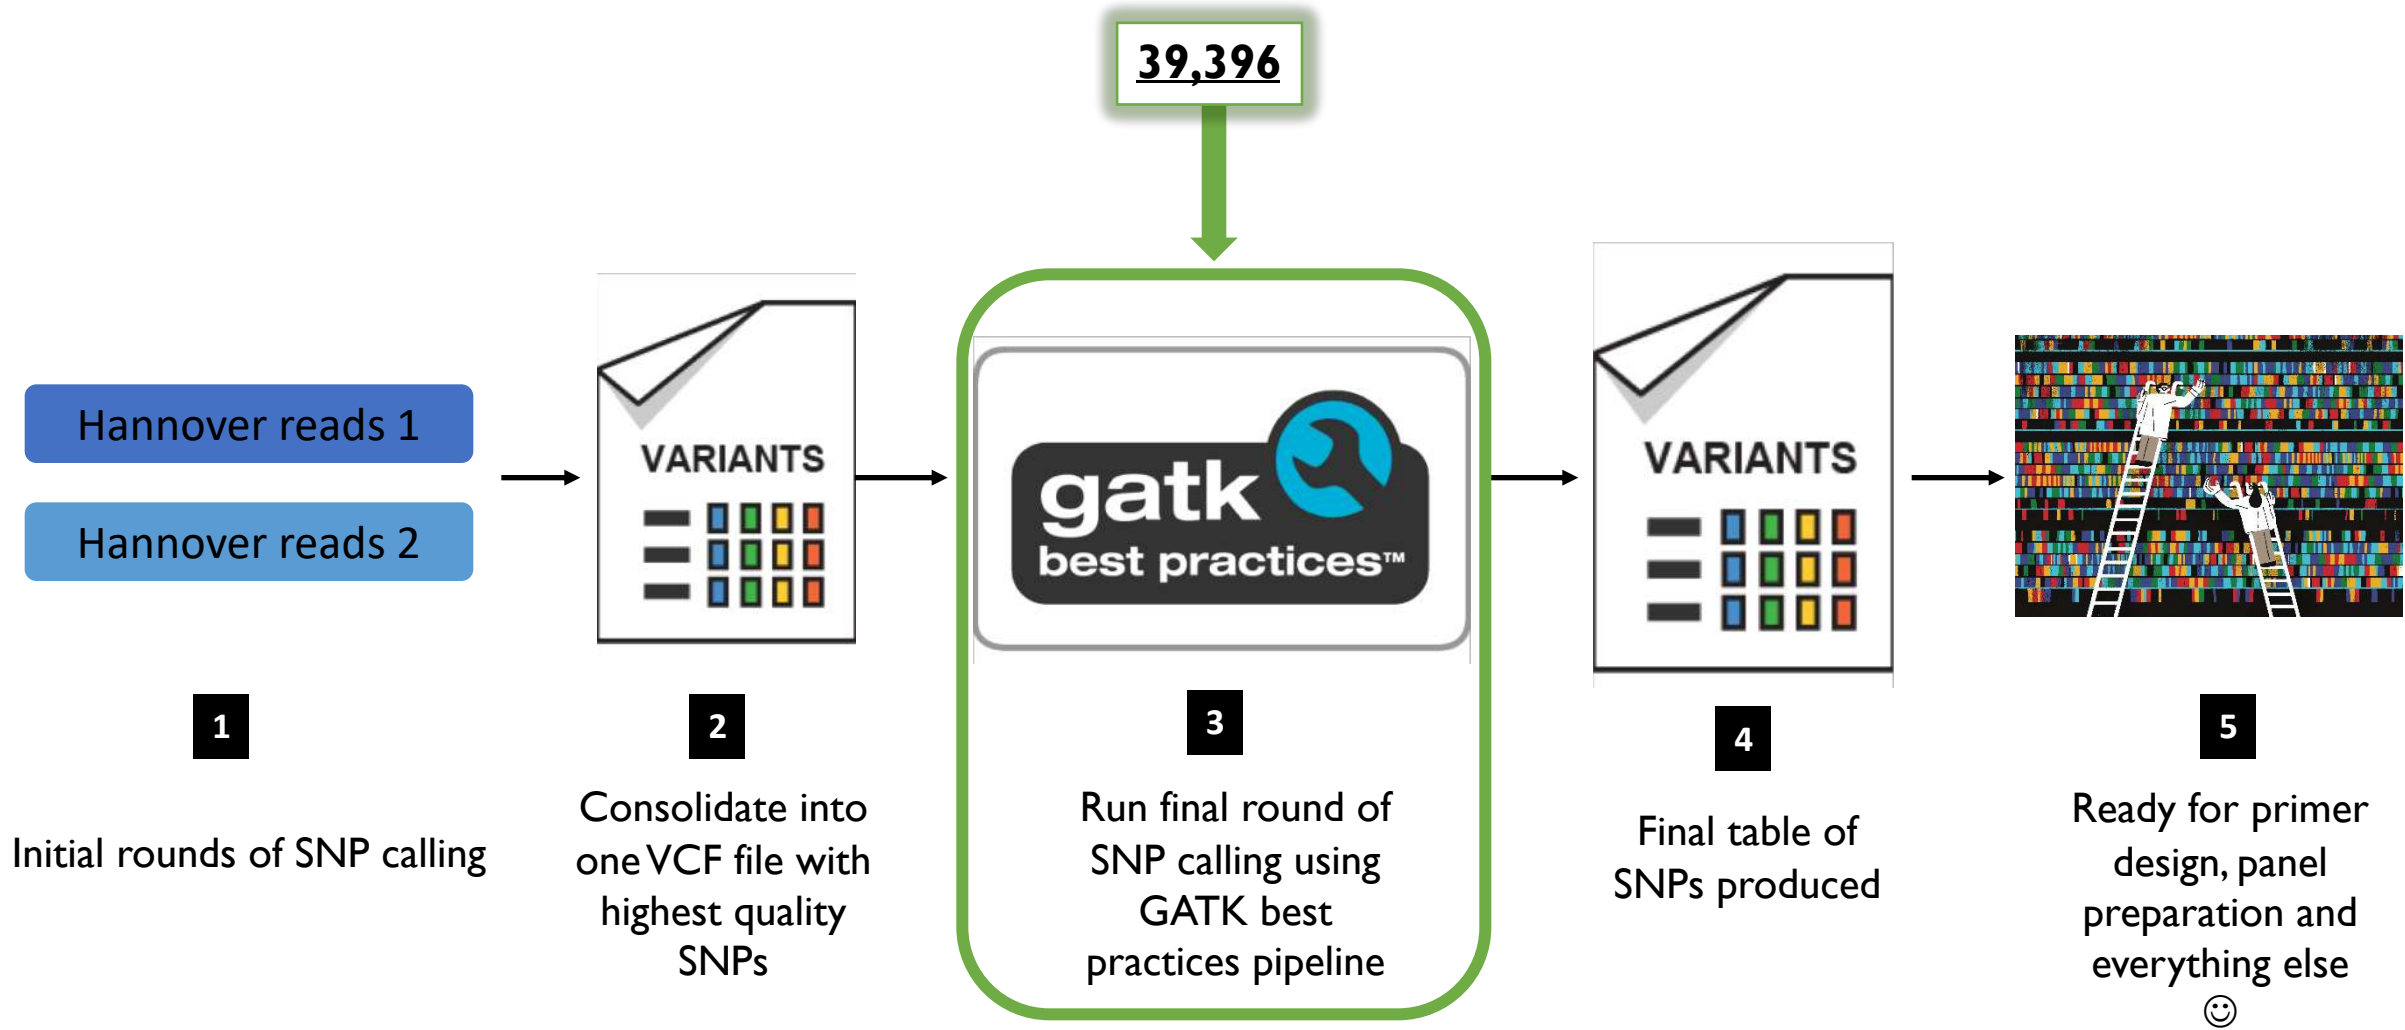 39,396
Hannover reads 1
Hannover reads 2
VARIANTS
gatk
best practices™
VARIANTS
1
Initial rounds of SNP calling
2
Consolidate into
one VCF file with
highest quality
SNPs
3
Run final round of
SNP calling using
GATK best
practices pipeline
4
Final table of
SNPs produced
5
Ready for primer
design, panel
preparation and
everything else
☺